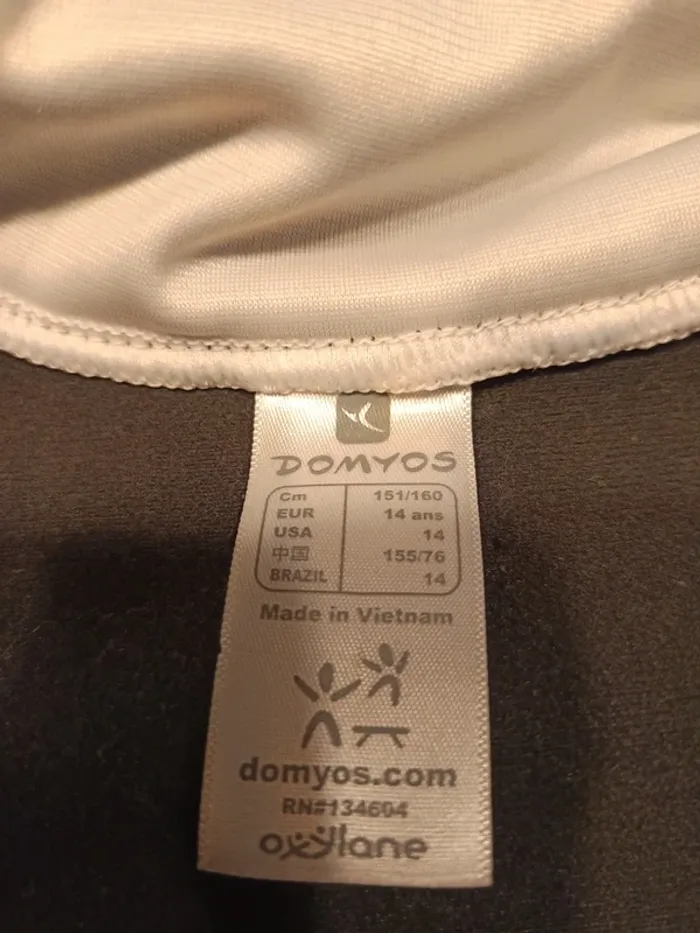 DOMYOS
Cm 151/160
EUR 14 ans
USA 14
中国 155/76
BRAZIL 14
Made in Vietnam
domyos.com
RN#134604
oxylane